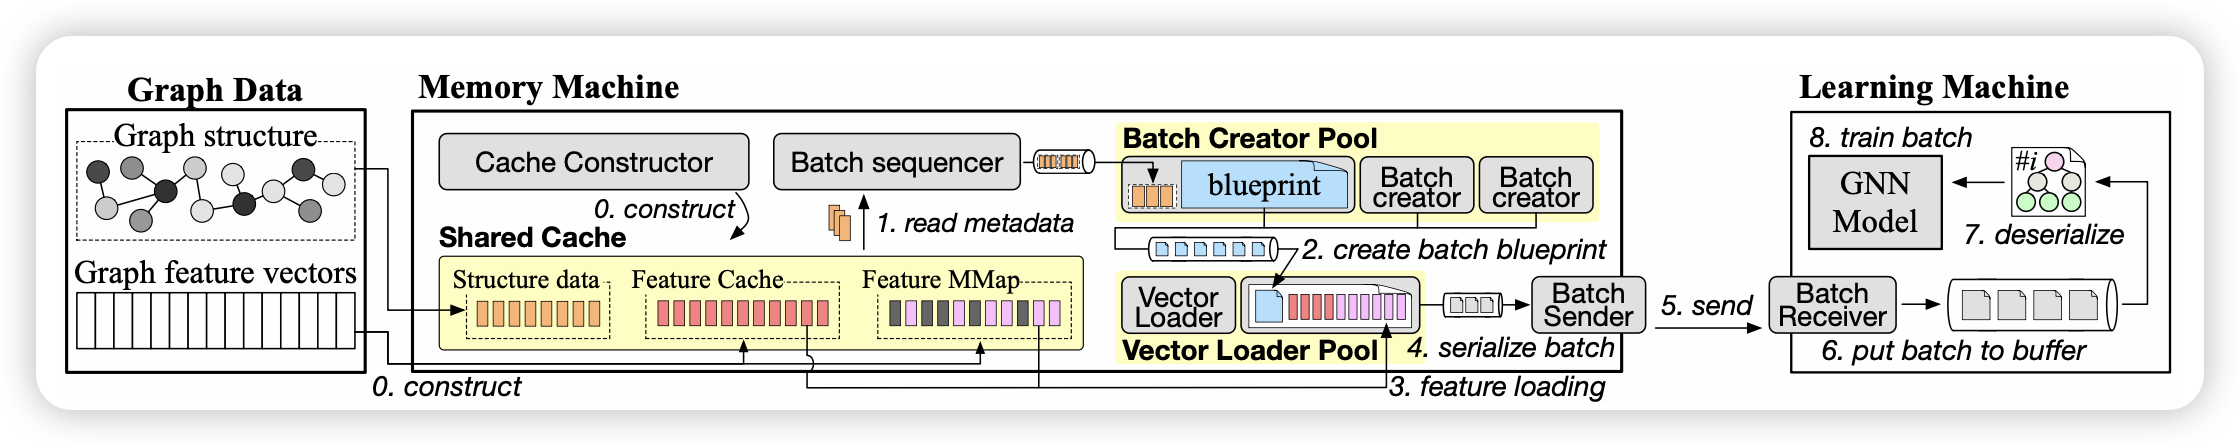 Graph Data
Graph structure
Graph feature vectors
0. construct
Memory Machine
Cache Constructor
0. construct
Batch sequencer
1. read metadata
Shared Cache
Structure data
Feature Cache
Feature MMap
Batch Creator Pool
blueprint
Batch
creator
Batch
creator
2. create batch blueprint
Vector
Loader
Vector Loader Pool
3. feature loading
4. serialize batch
Batch
Sender
5. send
Learning Machine
Batch
Receiver
6. put batch to buffer
7. deserialize
#i
8. train batch
GNN
Model